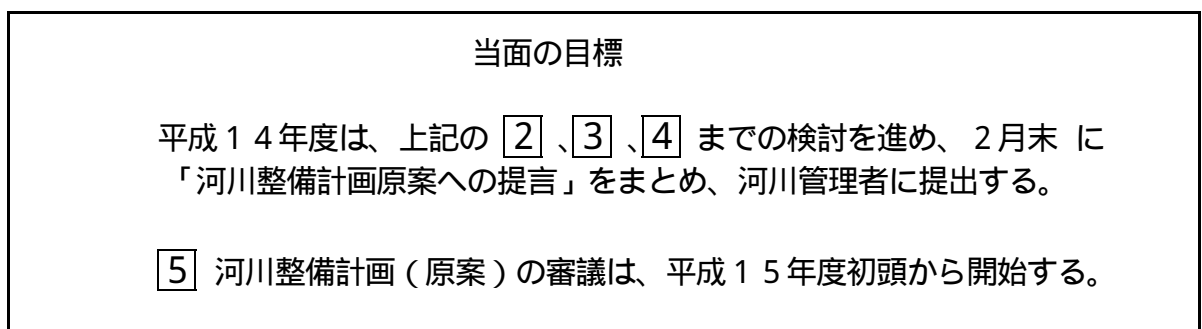 当面の目標
平成14年度は、上記の 2 、3 、4 までの検討を進め、2月末 に
「河川整備計画原案への提言」をまとめ、河川管理者に提出する。
5 河川整備計画(原案)の審議は、平成15年度初頭から開始する。